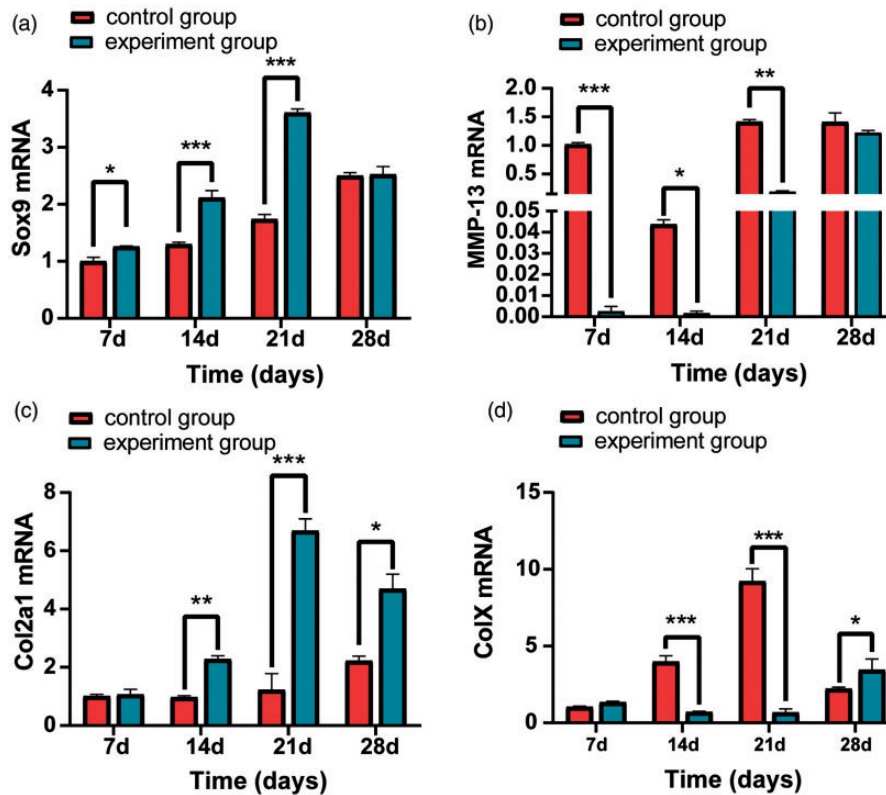 (a)
control group
experiment group
Sox9 mRNA
4
3
2
1
0
*
***
***
7d 14d 21d 28d
Time (days)
(b)
control group
experiment group
MMP-13 mRNA
2.0
1.5
1.0
0.5
0.05
0.04
0.03
0.02
0.01
0.00
***
*
**
7d 14d 21d 28d
Time (days)
(c)
control group
experiment group
Col2a1 mRNA
8
6
4
2
0
**
***
*
7d 14d 21d 28d
Time (days)
(d)
control group
experiment group
ColX mRNA
15
10
5
0
***
***
*
7d 14d 21d 28d
Time (days)